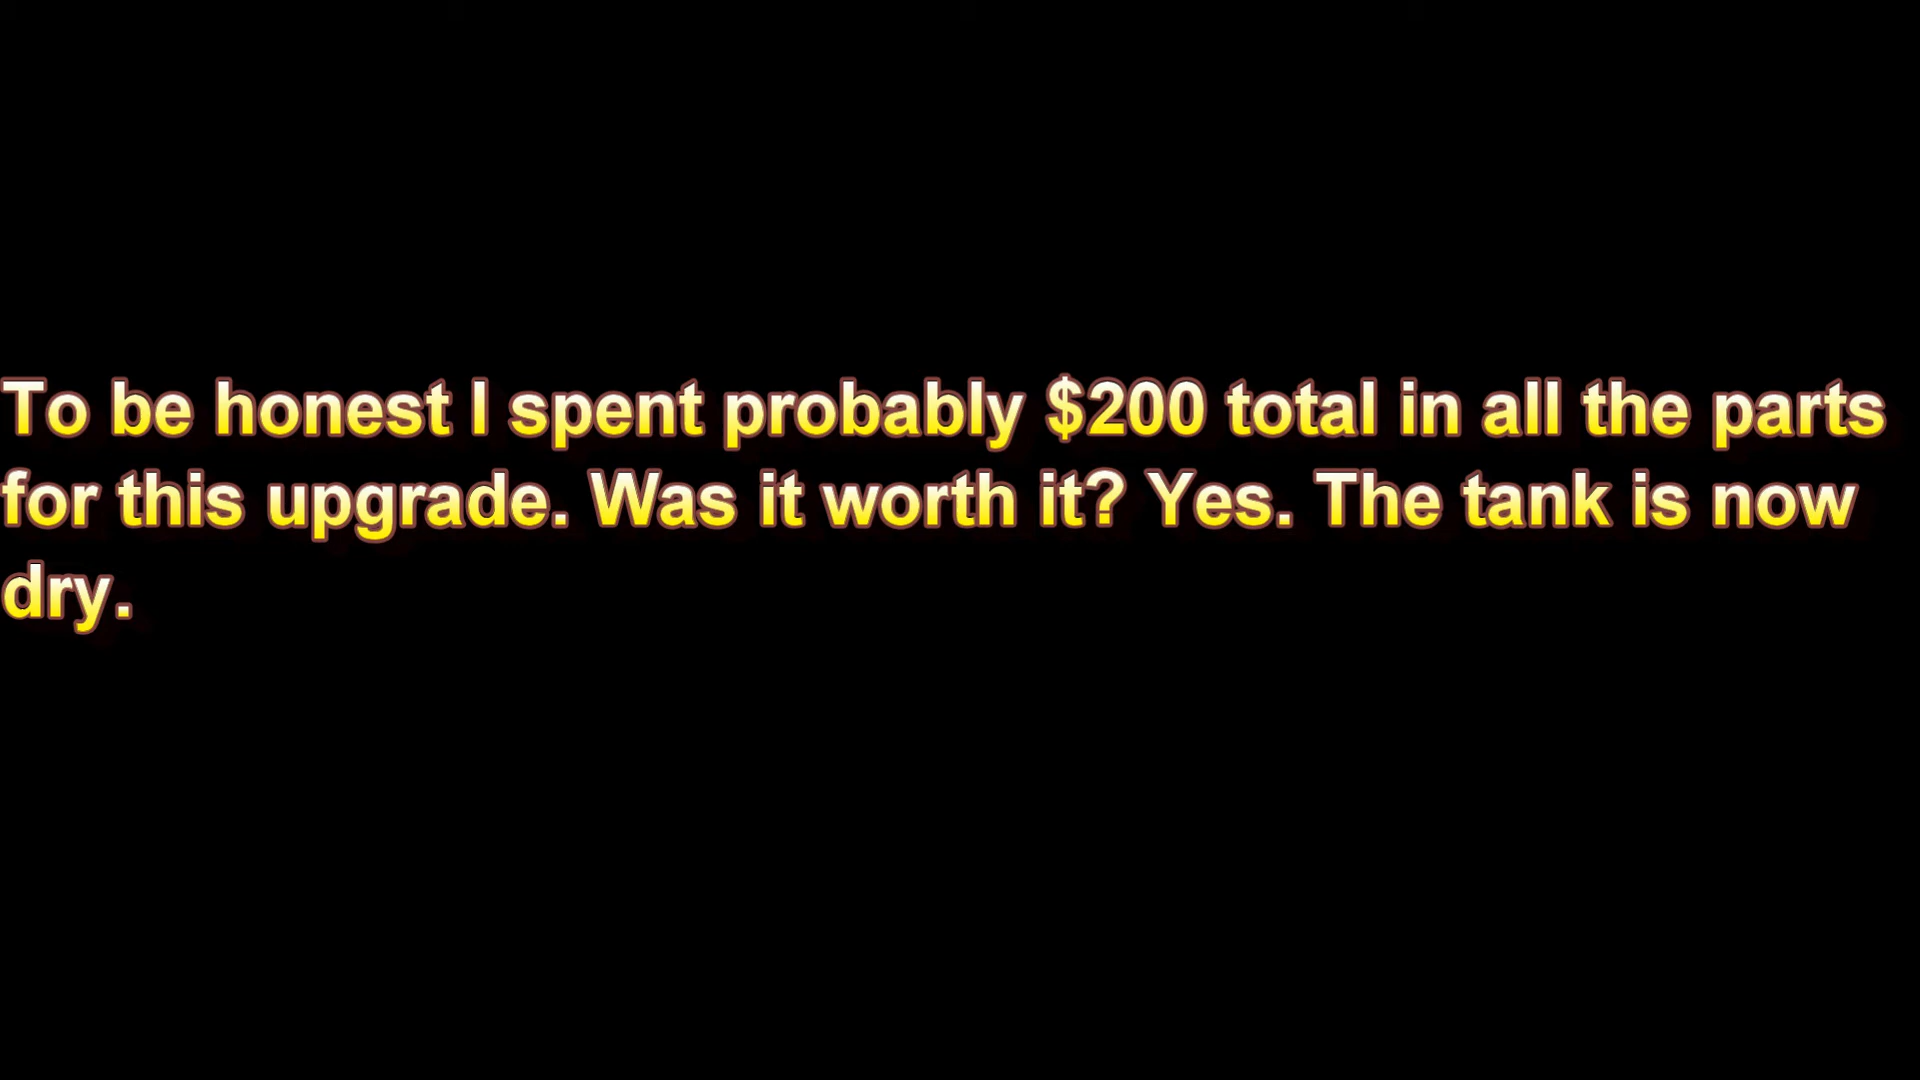 To be honest I spent probably $200 total in all the parts
for this upgrade. Was it worth it? Yes. The tank is now
dry.